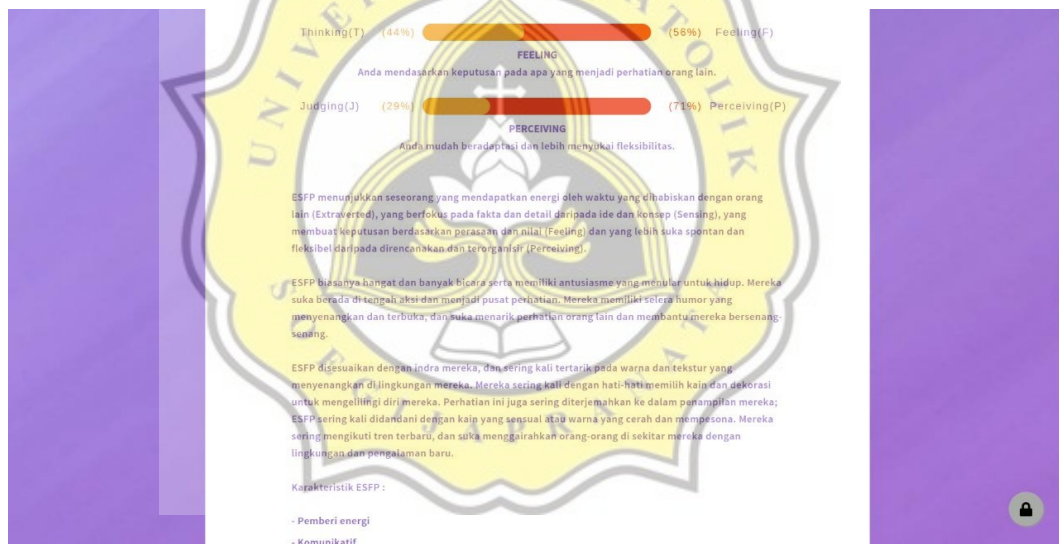 UNIVERSITAS KATOLIK
SOEGIJAPRANATA
Thinking(T) (44%) (56%) Feeling(F)
FEELING
Anda mendasarkan keputusan pada apa yang menjadi perhatian orang lain.
Judging(J) (29%) (71%) Perceiving(P)
PERCEIVING
Anda mudah beradaptasi dan lebih menyukai fleksibilitas.
ESFP menunjukkan seseorang yang mendapatkan energi oleh waktu yang dihabiskan dengan orang
lain (Extraverted), yang berfokus pada fakta dan detail daripada ide dan konsep (Sensing), yang
membuat keputusan berdasarkan perasaan dan nilai (Feeling) dan yang lebih suka spontan dan
fleksibel daripada direncanakan dan terorganisir (Perceiving).
ESFP biasanya hangat dan banyak bicara serta memiliki antusiasme yang menular untuk hidup. Mereka
suka berada di tengah aksi dan menjadi pusat perhatian. Mereka memiliki selera humor yang
menyenangkan dan terbuka, dan suka menarik perhatian orang lain dan membantu mereka bersenang-
senang.
ESFP disesuaikan dengan indra mereka, dan sering kali tertarik pada warna dan tekstur yang
menyenangkan di lingkungan mereka. Mereka sering kali dengan hati-hati memilih kain dan dekorasi
untuk mengelilingi diri mereka. Perhatian ini juga sering diterjemahkan ke dalam penampilan mereka;
ESFP sering kali didandani dengan kain yang sensual atau warna yang cerah dan mempesona. Mereka
sering mengikuti tren terbaru, dan suka menggairahkan orang-orang di sekitar mereka dengan
lingkungan dan pengalaman baru.
Karakteristik ESFP :
- Pemberi energi
- Komunikatif